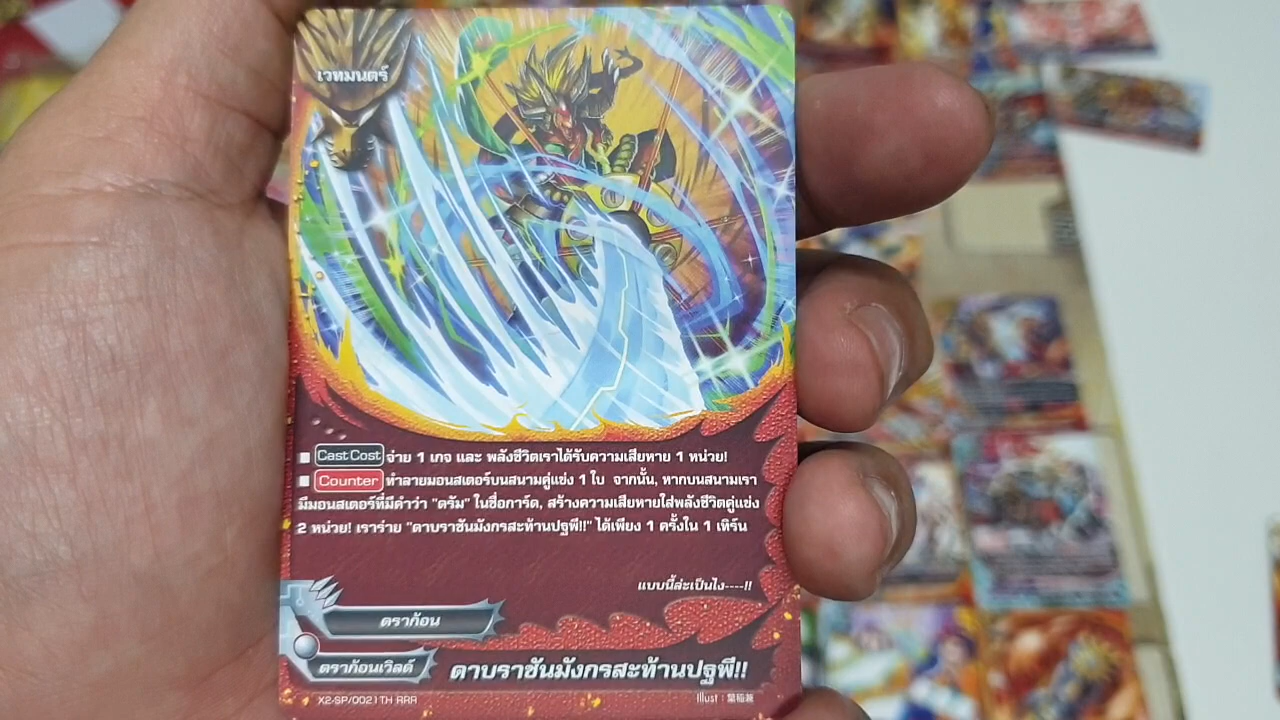 เวทมนตร์
■ CastCost จ่าย 1 เกจ และ พลังชีวิตเราได้รับความเสียหาย 1 หน่วย!
■ Counter ทำลายมอนสเตอร์บนสนามคู่แข่ง 1 ใบ จากนั้น, หากบนสนามเรา
มีมอนสเตอร์ที่มีคำว่า "ดรัม" ในชื่อการ์ด, สร้างความเสียหายใส่พลังชีวิตคู่แข่ง
2 หน่วย! เราร่าย "ดาบราชันมังกรสะท้านปฐพี!!" ได้เพียง 1 ครั้งใน 1 เทิร์น
แบบนี้ล่ะเป็นไง----!!
ดราก้อน
ดราก้อนเวิลด์
ดาบราชันมังกรสะท้านปฐพี!!
X2-SP/0021TH RRR
Illust :